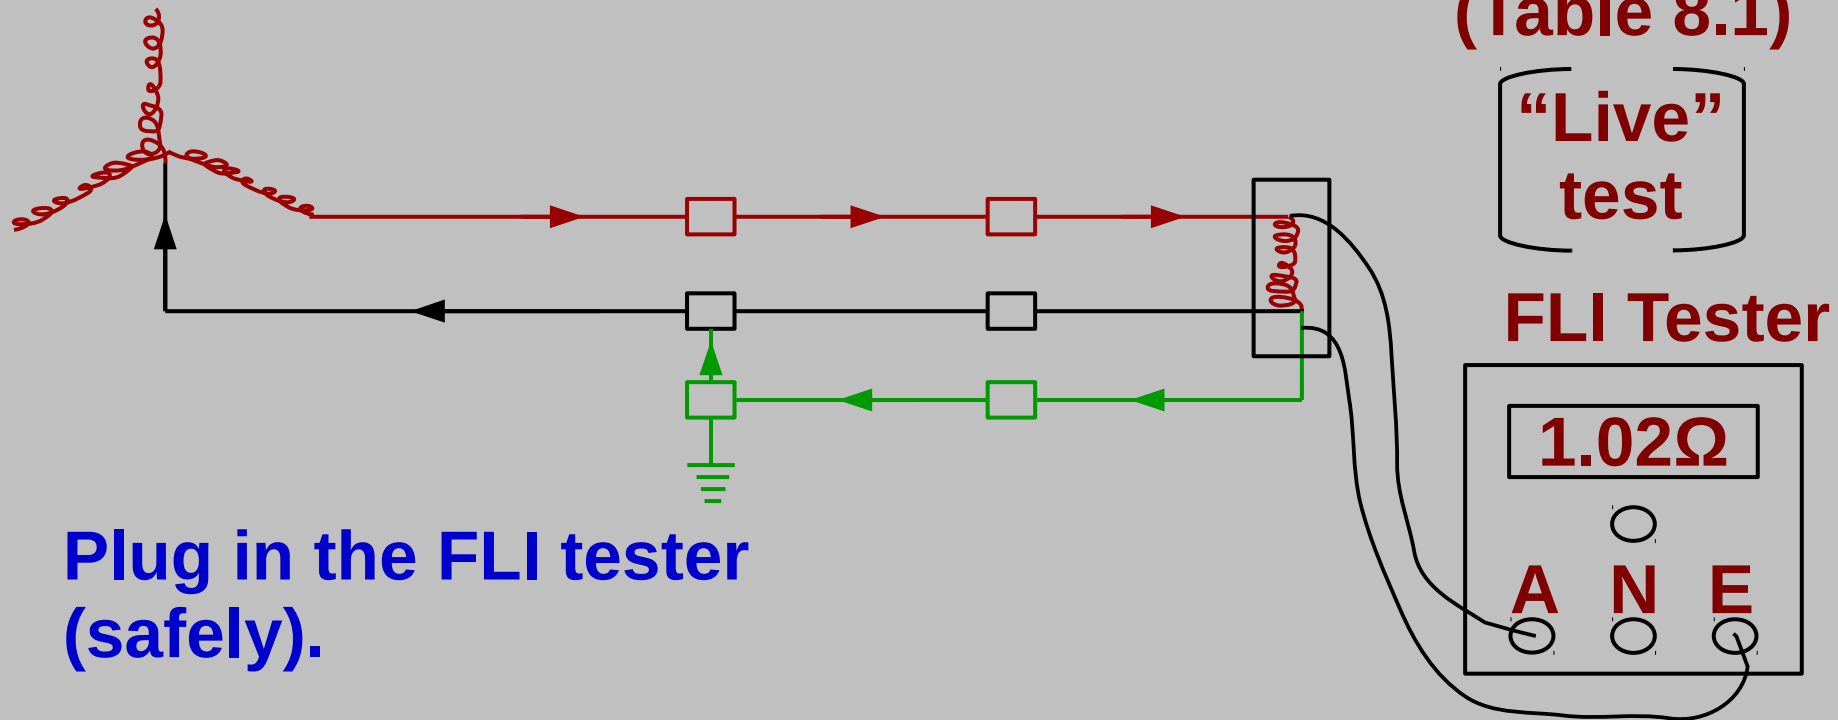 (Table 8.1)
“Live”
test
FLI Tester
1.02Ω
A N E
Plug in the FLI tester
(safely).